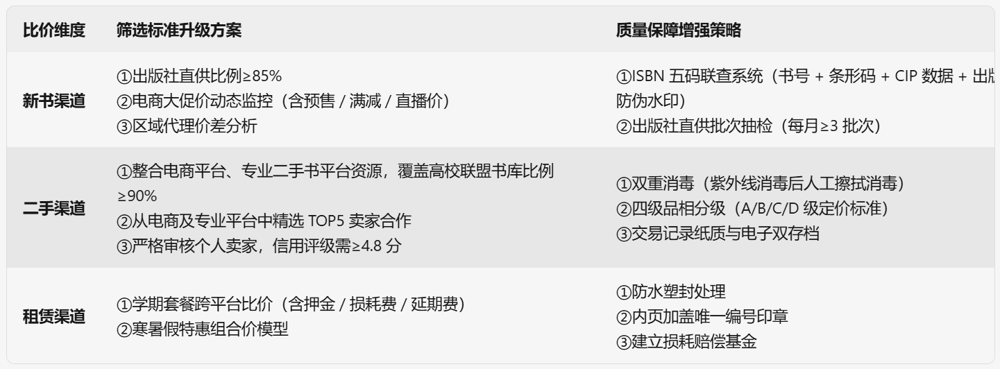 比价维度 筛选标准升级方案 质量保障增强策略
新书渠道
①出版社直供比例≥85%
②电商大促价动态监控（含预售 / 满减 / 直播价）
③区域代理价差分析
①ISBN 五码联查系统（书号 + 条形码 + CIP 数据 + 出
防伪水印）
②出版社直供批次抽检（每月≥3 批次）
二手渠道
①整合电商平台、专业二手书平台资源，覆盖高校联盟书库比例
≥90%
②从电商及专业平台中精选 TOP5 卖家合作
③严格审核个人卖家，信用评级需≥4.8 分
①双重消毒（紫外线消毒后人工擦拭消毒）
②四级品相分级（A/B/C/D 级定价标准）
③交易记录纸质与电子双存档
租赁渠道
①学期套餐跨平台比价（含押金 / 损耗费 / 延期费）
②寒暑假特惠组合价模型
①防水塑封处理
②内页加盖唯一编号印章
③建立损耗赔偿基金